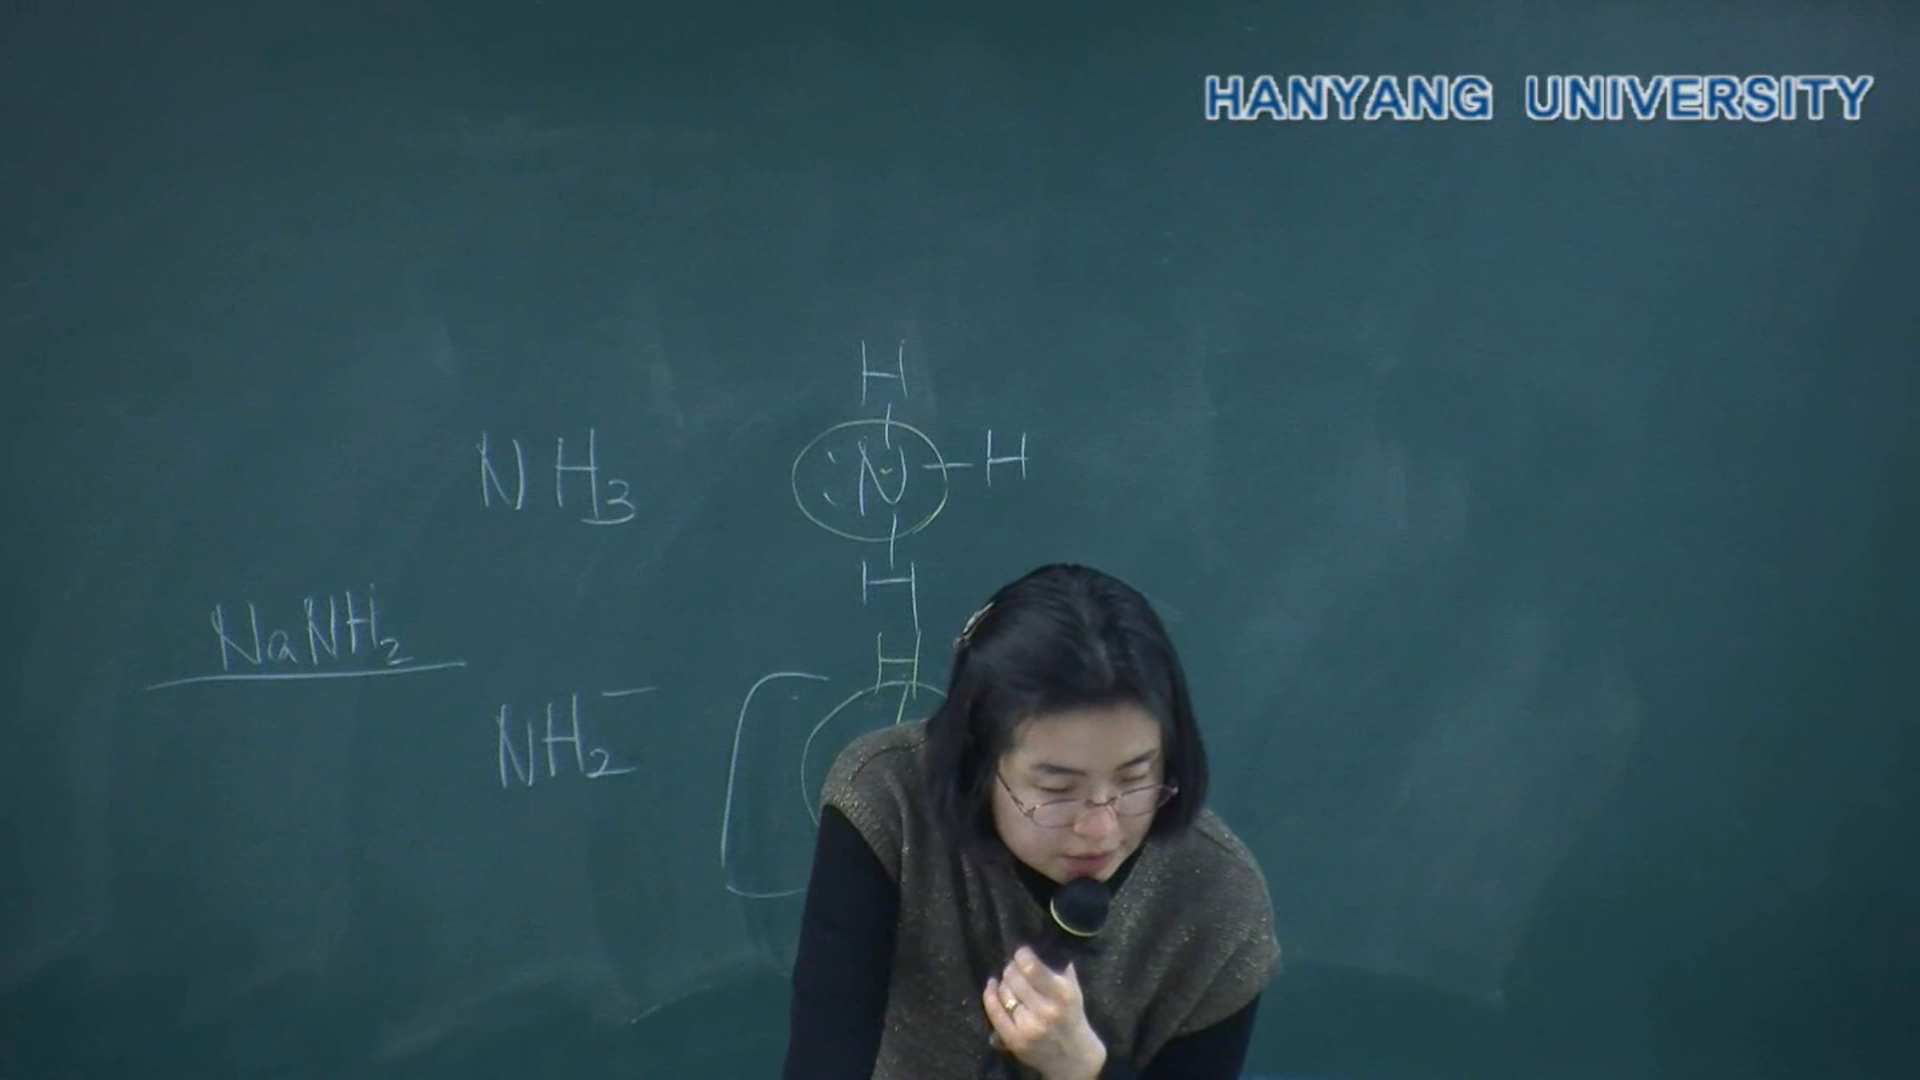 HANYANG UNIVERSITY
H
NH₃ :N-H
H
NaNH₂
H
NH₂⁻